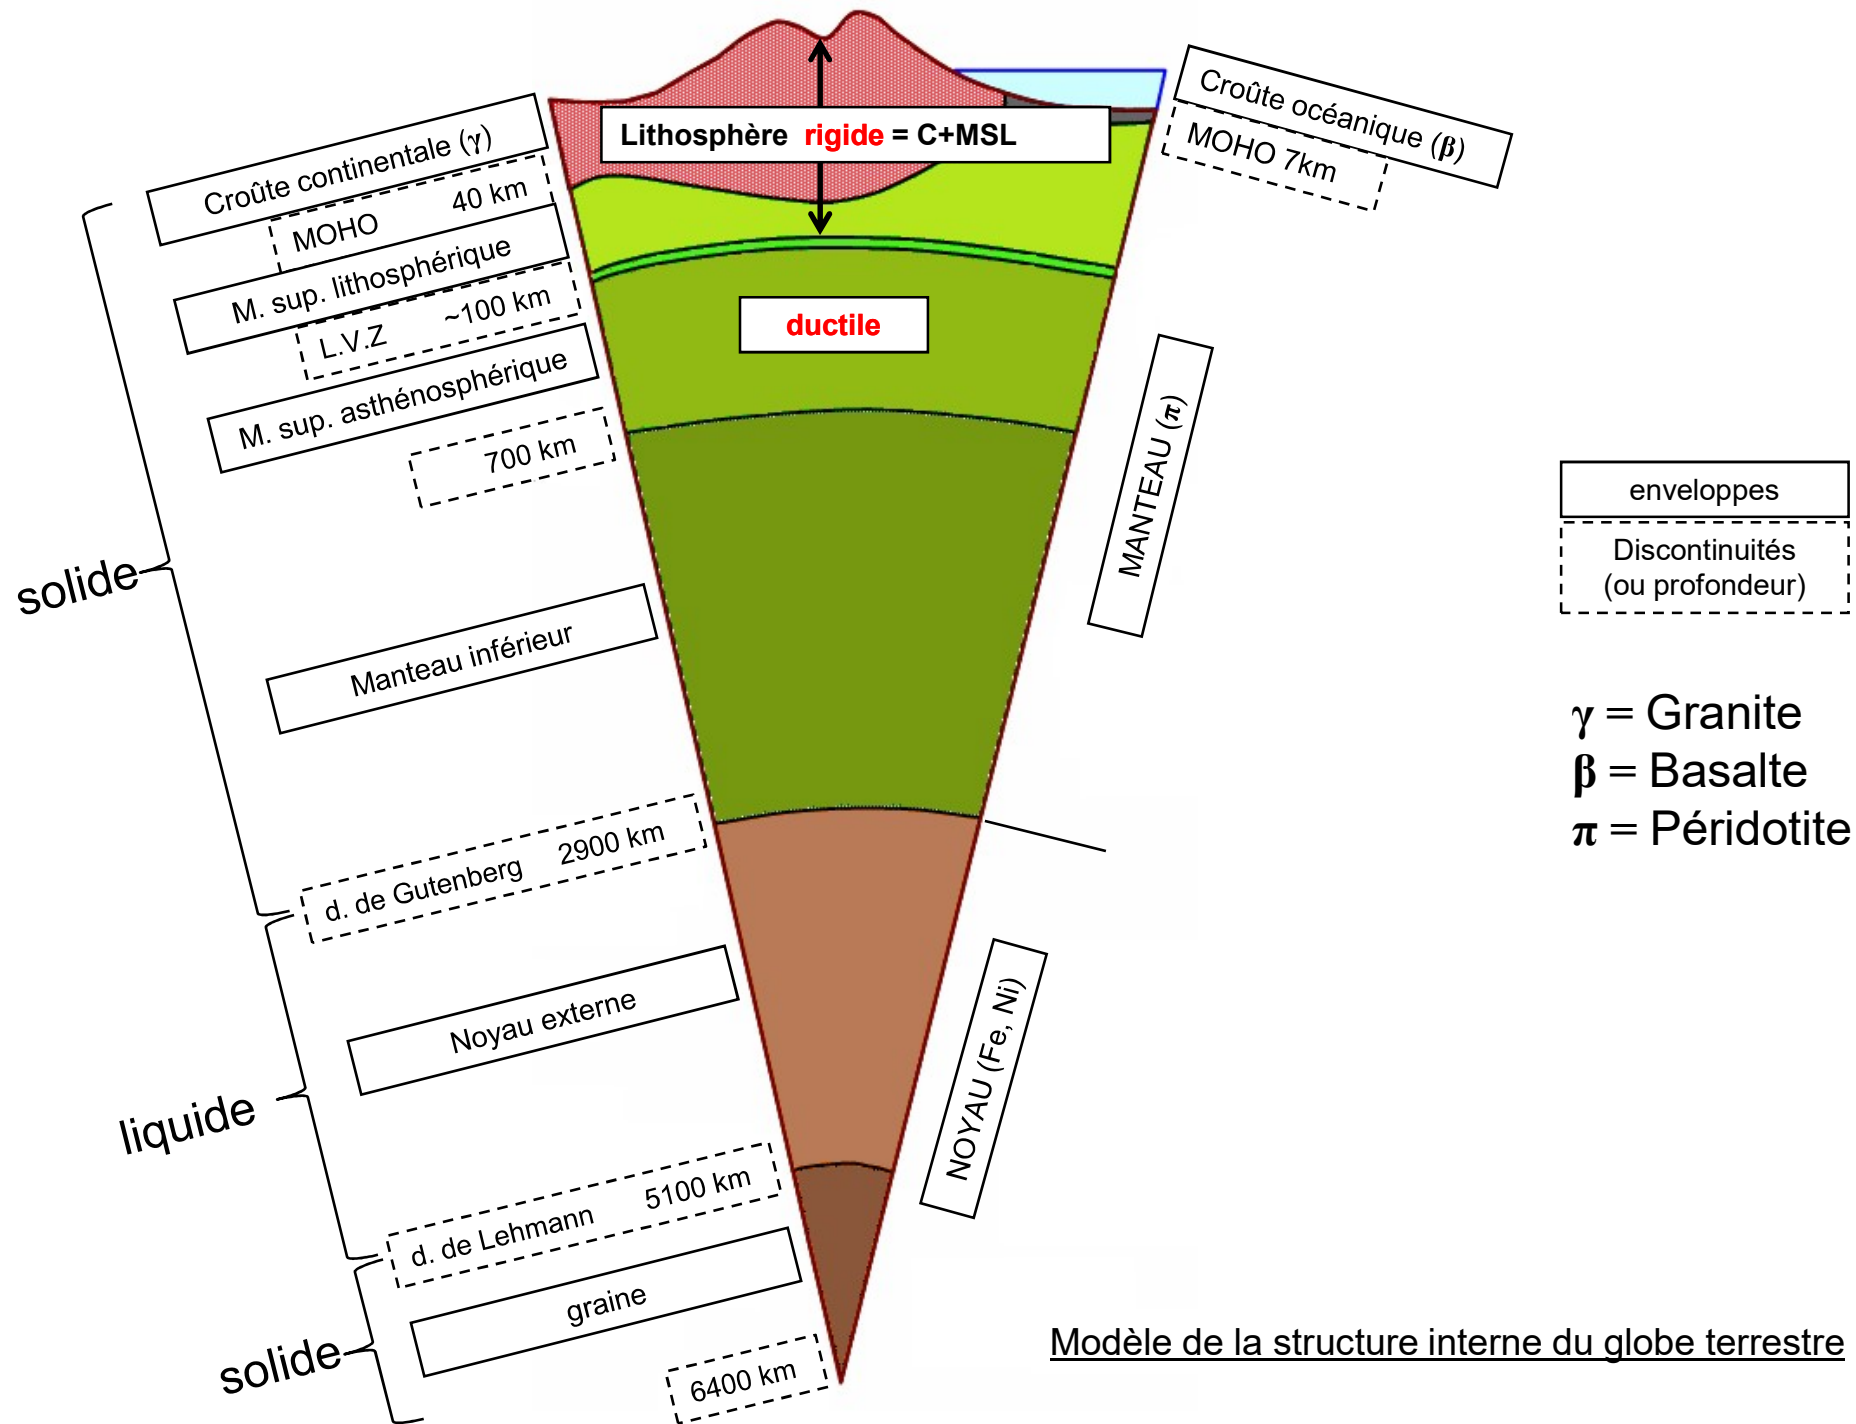 Croûte continentale (γ)
MOHO 40 km
M. sup. lithosphérique
L.V.Z ~100 km
M. sup. asthénosphérique
700 km
solide
Manteau inférieur
d. de Gutenberg 2900 km
Noyau externe
liquide
d. de Lehmann 5100 km
graine
solide
6400 km
Lithosphère rigide = C+MSL
ductile
Croûte océanique (β)
MOHO 7km
MANTEAU (π)
NOYAU (Fe, Ni)
enveloppes
Discontinuités
(ou profondeur)
γ = Granite
β = Basalte
π = Péridotite
Modèle de la structure interne du globe terrestre